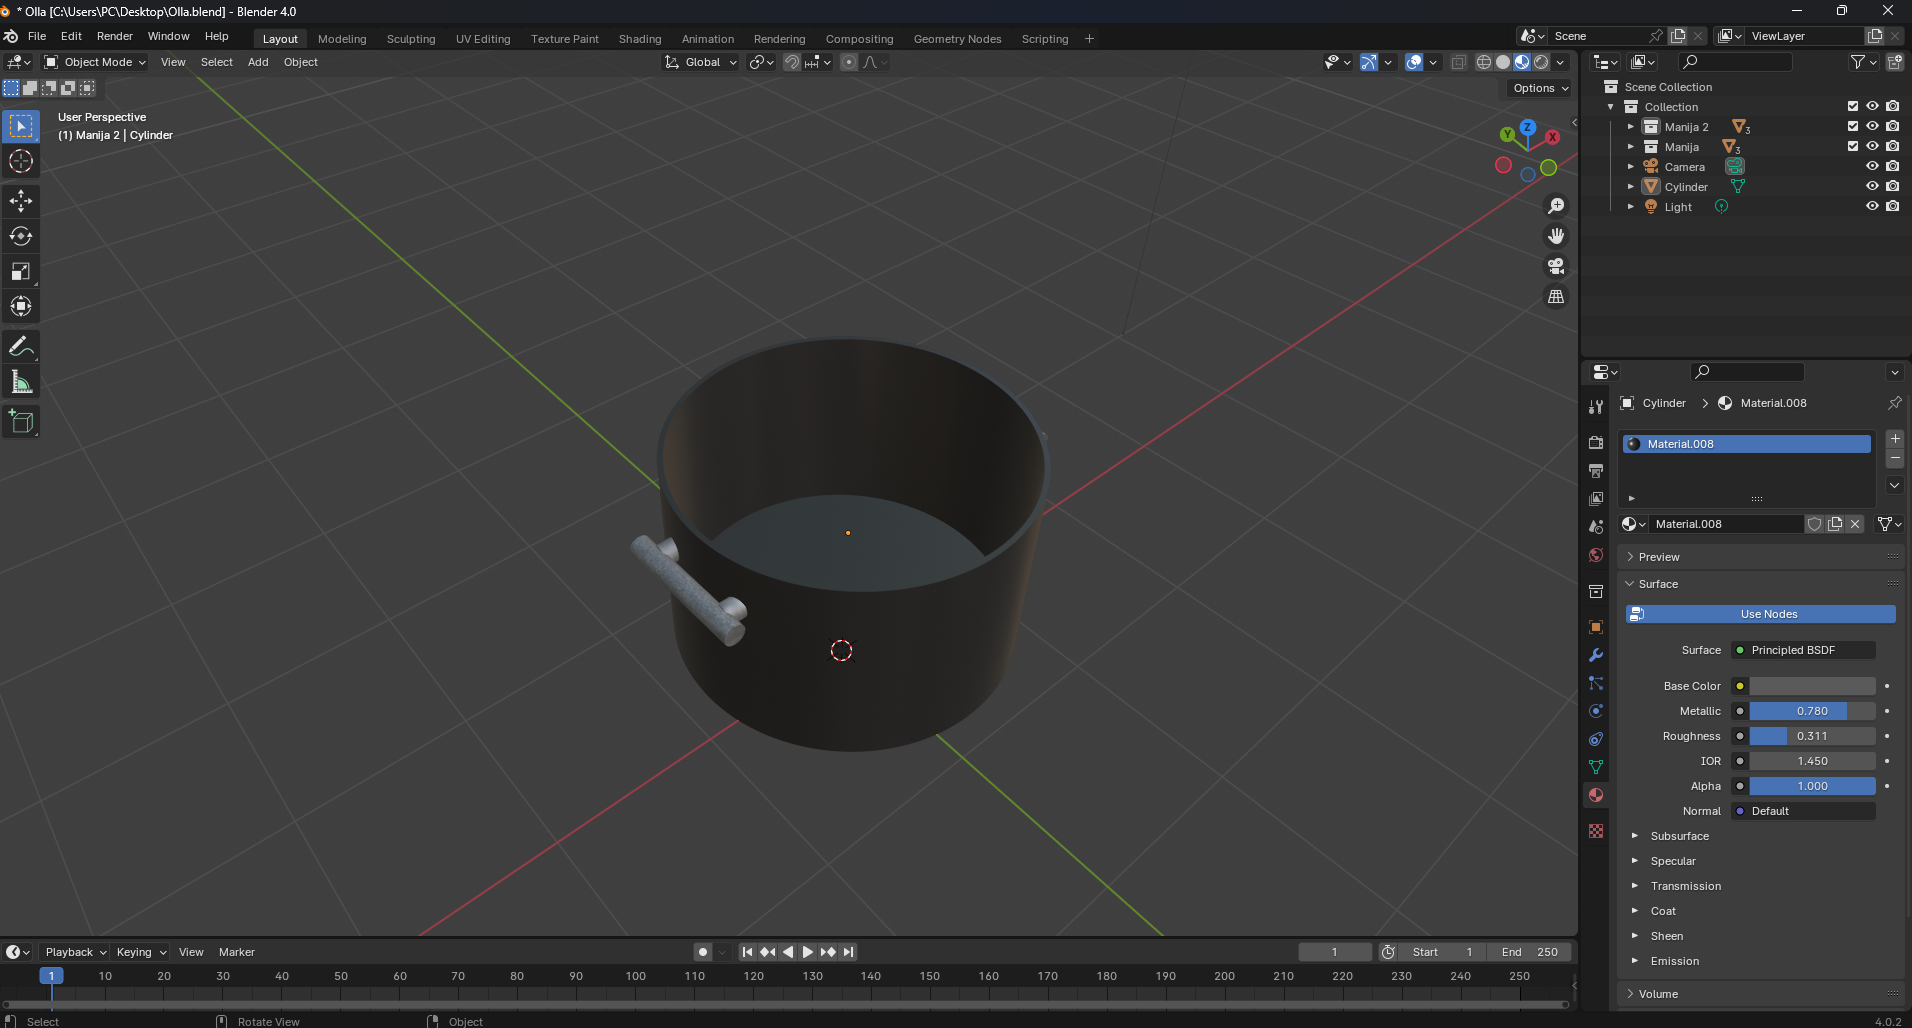 * Olla [C:\Users\PC\Desktop\Olla.blend] - Blender 4.0
File Edit Render Window Help Layout Modeling Sculpting UV Editing Texture Paint Shading Animation Rendering Compositing Geometry Nodes Scripting + Scene ViewLayer
Object Mode View Select Add Object Global
Options
User Perspective
(1) Manija 2 | Cylinder
Z
Y
X
Scene Collection
Collection
Manija 2 3
Manija 3
Camera
Cylinder
Light
Cylinder > Material.008
Material.008
Material.008
Preview
Surface
Use Nodes
Surface Principled BSDF
Base Color
Metallic 0.780
Roughness 0.311
IOR 1.450
Alpha 1.000
Normal Default
Subsurface
Specular
Transmission
Coat
Sheen
Emission
Volume
Playback Keying View Marker 1 Start 1 End 250
1 10 20 30 40 50 60 70 80 90 100 110 120 130 140 150 160 170 180 190 200 210 220 230 240 250
Select Rotate View Object 4.0.2